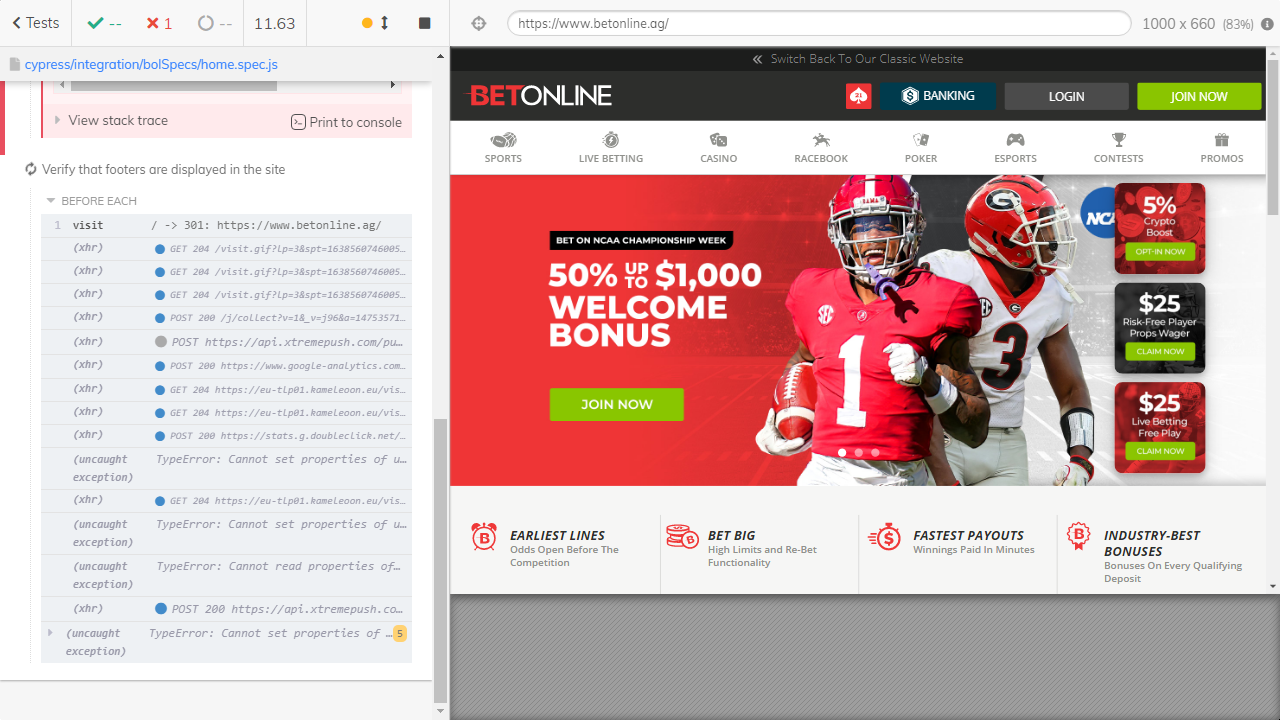 Tests
--
1
--
11.63
https://www.betonline.ag/
1000 x 660 (83%)
cypress/integration/bolSpecs/home.spec.js
View stack trace
Print to console
Verify that footers are displayed in the site
BEFORE EACH
1 visit / -->01: https://www.betonline.ag/
(xhr) GET 204 /visit.gif?lp=3&spt=1638560746005…
(xhr) GET 204 /visit.gif?lp=3&spt=1638560746005…
(xhr) GET 204 /visit.gif?lp=3&spt=1638560746005…
(xhr) POST 200 /j/collect?v=1&_v=j96&a=14753571…
(xhr) POST https://api.xtremepush.com/pu…
(xhr) POST 200 https://www.google-analytics.com…
(xhr) GET 204 https://eu-tlp01.kameleoon.eu/vis…
(xhr) GET 204 https://eu-tlp01.kameleoon.eu/vis…
(xhr) POST 200 https://stats.g.doubleclick.net/…
(uncaught exception) TypeError: Cannot set properties of u…
(xhr) GET 204 https://eu-tlp01.kameleoon.eu/vis…
(uncaught exception) TypeError: Cannot set properties of u…
(uncaught exception) TypeError: Cannot read properties of…
(xhr) POST 200 https://api.xtremepush.co…
(uncaught exception) TypeError: Cannot set properties of … 5
Switch Back To Our Classic Website
BETONLINE
21
BANKING
LOGIN
JOIN NOW
SPORTS
LIVE BETTING
CASINO
RACEBOOK
POKER
ESPORTS
CONTESTS
PROMOS
BET ON NCAA CHAMPIONSHIP WEEK
50% UP TO $1,000
WELCOME
BONUS
JOIN NOW
ALABAMA
SEC
1
G
SEC
G
3
NCA
5%
Crypto
Boost
OPT-IN NOW
$25
Risk-Free Player
Props Wager
CLAIM NOW
$25
Live Betting
Free Play
CLAIM NOW
EARLIEST LINES
Odds Open Before The
Competition
BET BIG
High Limits and Re-Bet
Functionality
FASTEST PAYOUTS
Winnings Paid In Minutes
INDUSTRY-BEST
BONUSES
Bonuses On Every Qualifying
Deposit